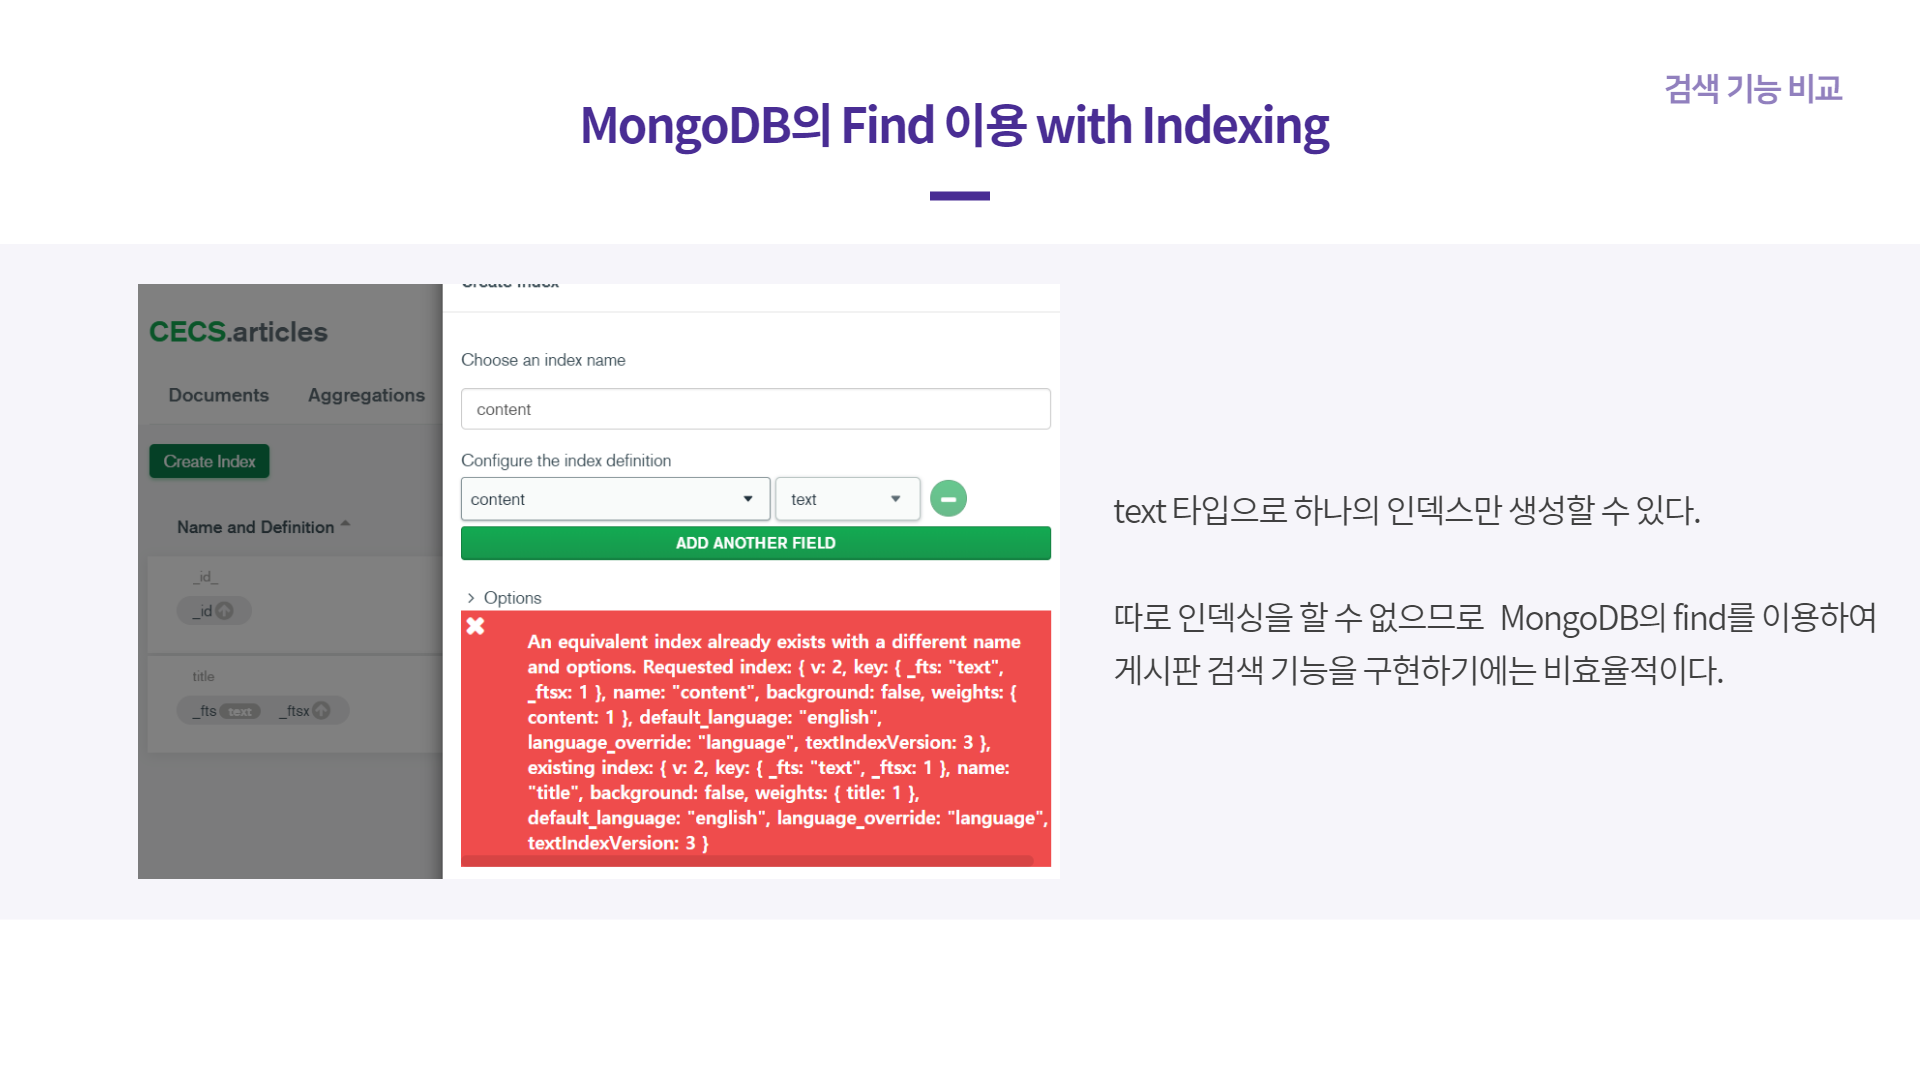 검색 기능 비교
MongoDB의 Find 이용 with Indexing
CECS.articles
Documents Aggregations
Create Index
Name and Definition
_id_
_id
title
_fts text _ftsx
Create Index
Choose an index name
content
Configure the index definition
content text
ADD ANOTHER FIELD
Options
An equivalent index already exists with a different name
and options. Requested index: { v: 2, key: { _fts: "text",
_ftsx: 1 }, name: "content", background: false, weights: {
content: 1 }, default_language: "english",
language_override: "language", textIndexVersion: 3 },
existing index: { v: 2, key: { _fts: "text", _ftsx: 1 }, name:
"title", background: false, weights: { title: 1 },
default_language: "english", language_override: "language",
textIndexVersion: 3 }
text 타입으로 하나의 인덱스만 생성할 수 있다.
따로 인덱싱을 할 수 없으므로 MongoDB의 find를 이용하여
게시판 검색 기능을 구현하기에는 비효율적이다.